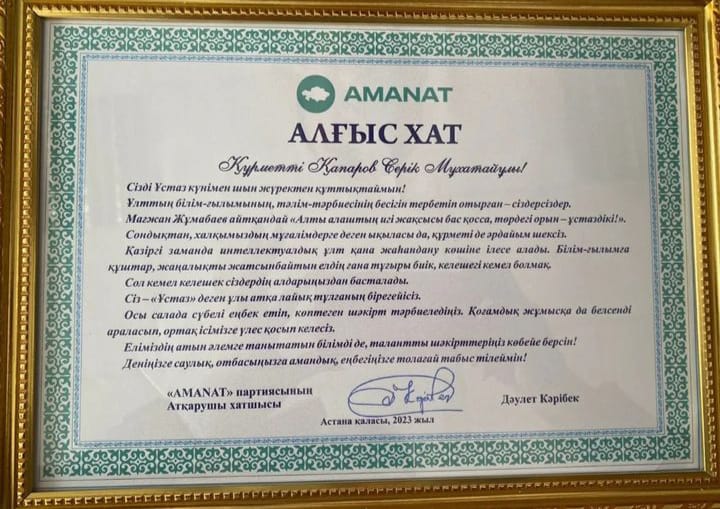 AMANAT
АЛҒЫС ХАТ
Құрметті Қапаров Серік Мұхатайұлы!
Сізді Ұстаз күнімен шын жүректен құттықтаймын!
Ұлттың білім-ғылымының, тәлім-тәрбиесінің бесігін тербетіп отырған – сіздерсіздер.
Мағжан Жұмабаев айтқандай «Алты алаштың игі жақсысы бас қосса, төрдегі орын – ұстаздікі!».
Сондықтан, халқымыздың мұғалімдерге деген ықыласы да, құрметі де әрдайым шексіз.
Қазіргі заманда интеллектуалдық ұлт қана жаһандану көшіне ілесе алады. Білім-ғылымға
құштар, жаңалықты жатсынбайтын елдің ғана тұғыры биік, келешегі кемел болмақ.
Сол кемел келешек сіздердің алдарыңыздан басталады.
Сіз – «Ұстаз» деген ұлы атқа лайық тұлғаның бірегейісіз.
Осы салада сүбелі еңбек етіп, көптеген шәкірт тәрбиеледіңіз. Қоғамдық жұмысқа да белсенді
араласып, ортақ ісімізге үлес қосып келесіз.
Еліміздің атын әлемге танытатын білімді де, талантты шәкірттеріңіз көбейе берсін!
Деніңізге саулық, отбасыңызға амандық, еңбегіңізге толағай табыс тілеймін!
«AMANAT» партиясының
Атқарушы хатшысы
Дәулет Кәрібек
Астана қаласы, 2023 жыл